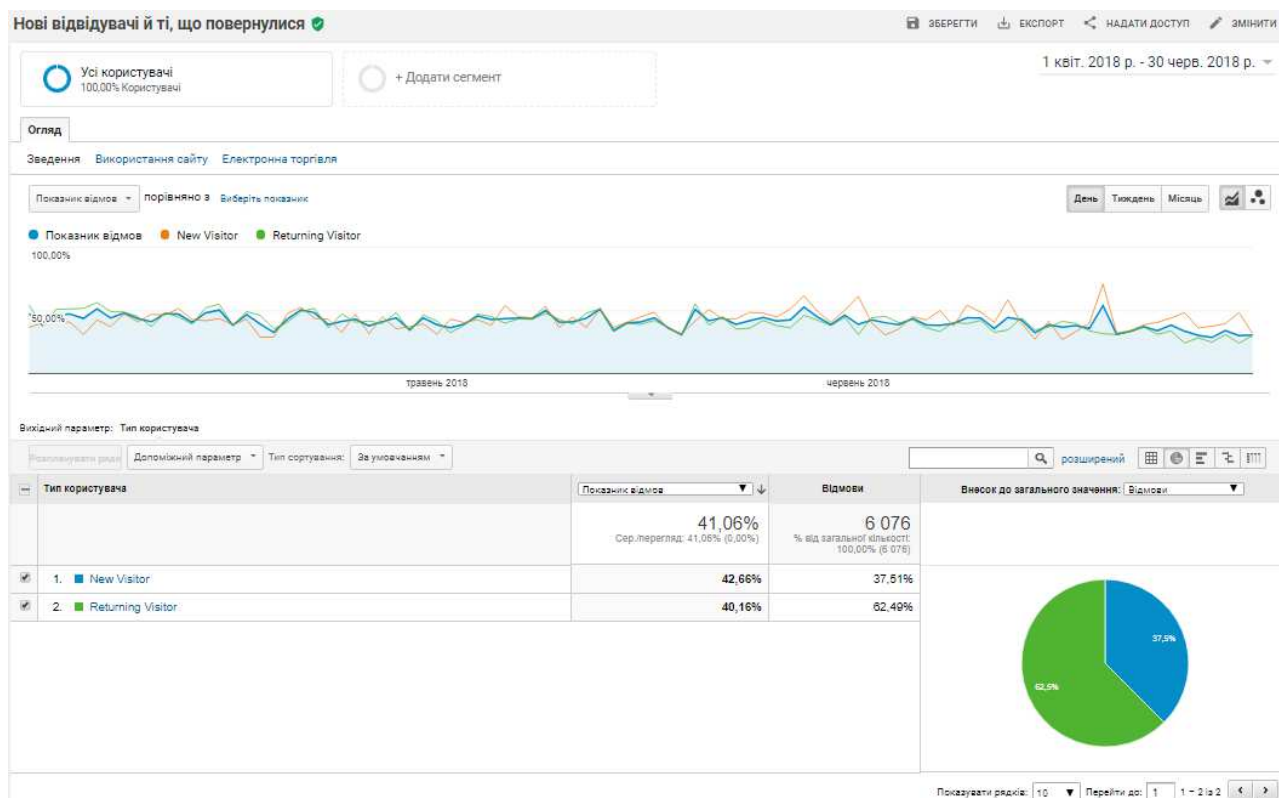 Нові відвідувачі й ті, що повернулися
ЗБЕРЕГТИ ЕКСПОРТ НАДАТИ ДОСТУП ЗМІНИТИ
Усі користувачі
100,00% Користувачі
+ Додати сегмент
1 квіт. 2018 р. - 30 черв. 2018 р.
Огляд
Зведення Використання сайту Електронна торгівля
Показник відмов порівняно з Виберіть показник
День Тиждень Місяць
Показник відмов New Visitor Returning Visitor
100,00%
50,00%
травень 2018 червень 2018
Вихідний параметр: Тип користувача
Розпланувати ряди Допоміжний параметр Тип сортування: За умовчанням
розширений
Тип користувача Показник відмов Відмови Внесок до загального значення: Відмови
41,06% 6 076
Сер./перегляд: 41,06% (0,00%) % від загальної кількості:
100,00% (6 076)
1. New Visitor 42,66% 37,51%
2. Returning Visitor 40,16% 62,49%
37,5%
62,5%
Показувати рядків: 10 Перейти до: 1 1 – 2 із 2